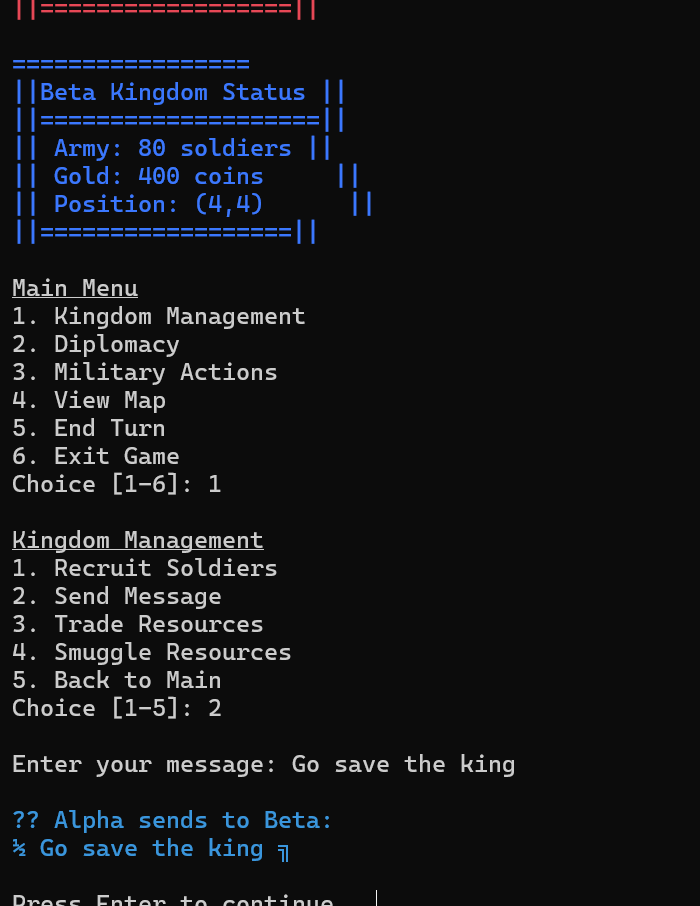 ||==================||
=================
||Beta Kingdom Status ||
||====================||
|| Army: 80 soldiers ||
|| Gold: 400 coins     ||
|| Position: (4,4)      ||
||==================||
Main Menu
1. Kingdom Management
2. Diplomacy
3. Military Actions
4. View Map
5. End Turn
6. Exit Game
Choice [1-6]: 1
Kingdom Management
1. Recruit Soldiers
2. Send Message
3. Trade Resources
4. Smuggle Resources
5. Back to Main
Choice [1-5]: 2
Enter your message: Go save the king
?? Alpha sends to Beta:
½ Go save the king ╗
Press Enter to continue